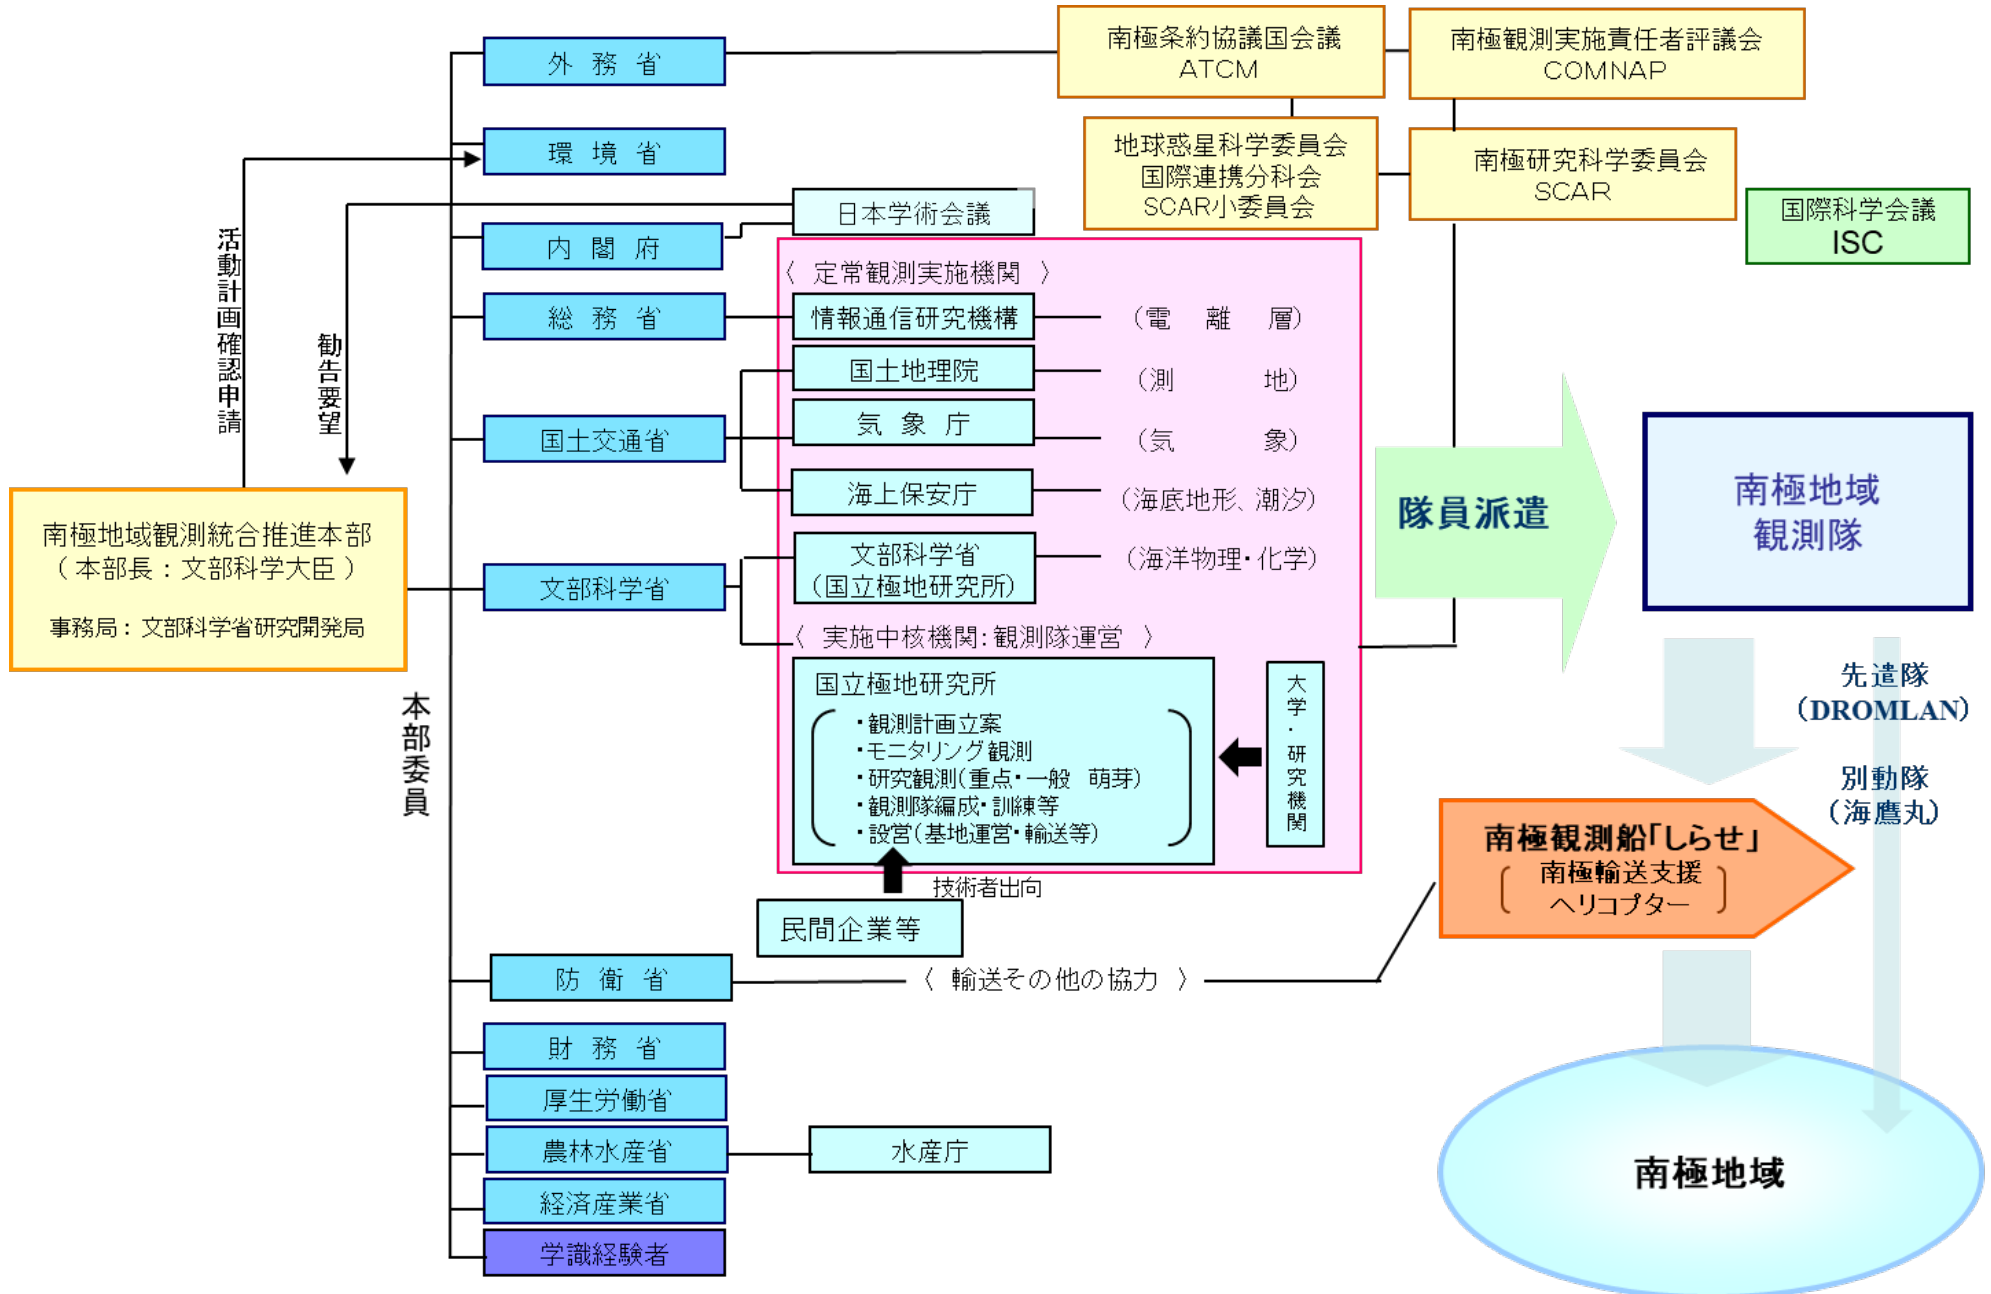 外務省
南極条約協議国会議
ATCM
南極観測実施責任者評議会
COMNAP
環境省
地球惑星科学委員会
国際連携分科会
SCAR小委員会
南極研究科学委員会
SCAR
国際科学会議
ISC
日本学術会議
内閣府
活動計画確認申請
勧告要望
〈 定常観測実施機関 〉
総務省
情報通信研究機構
(電離層)
国土地理院
(測地)
国土交通省
気象庁
(気象)
海上保安庁
(海底地形、潮汐)
南極地域観測統合推進本部
(本部長:文部科学大臣)
事務局:文部科学省研究開発局
文部科学省
文部科学省
(国立極地研究所)
(海洋物理・化学)
隊員派遣
南極地域
観測隊
〈 実施中核機関:観測隊運営 〉
国立極地研究所
・観測計画立案
・モニタリング観測
・研究観測(重点・一般 萌芽)
・観測隊編成・訓練等
・設営(基地運営・輸送等)
大学・研究機関
本部委員
先遣隊
(DROMLAN)
別動隊
(海鷹丸)
南極観測船「しらせ」
南極輸送支援
ヘリコプター
技術者出向
民間企業等
防衛省
〈 輸送その他の協力 〉
財務省
厚生労働省
農林水産省
水産庁
経済産業省
学識経験者
南極地域